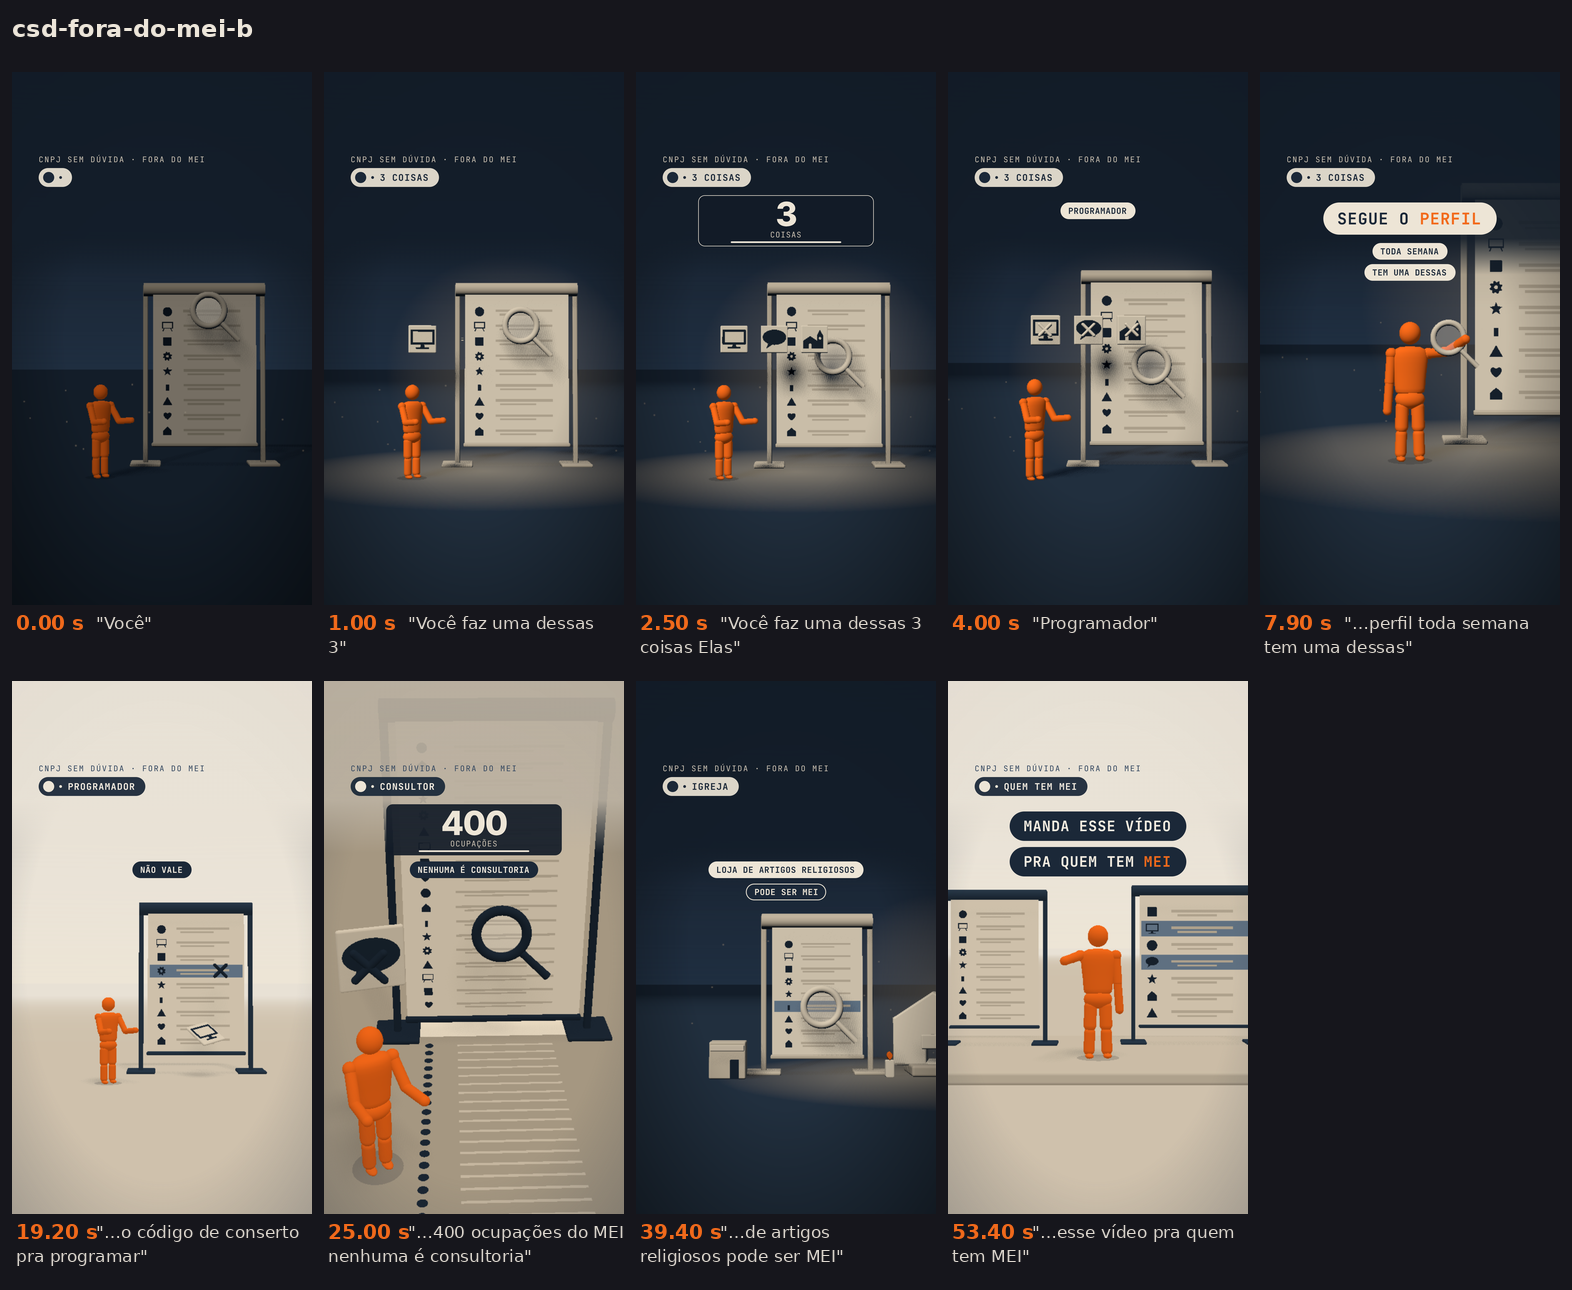 csd-fora-do-mei-b
CNPJ SEM DÚVIDA · FORA DO MEI
•
0.00 s "Você"
CNPJ SEM DÚVIDA · FORA DO MEI
• 3 COISAS
1.00 s "Você faz uma dessas
3"
CNPJ SEM DÚVIDA · FORA DO MEI
• 3 COISAS
3
COISAS
2.50 s "Você faz uma dessas 3
coisas Elas"
CNPJ SEM DÚVIDA · FORA DO MEI
• 3 COISAS
PROGRAMADOR
4.00 s "Programador"
CNPJ SEM DÚVIDA · FORA DO MEI
• 3 COISAS
SEGUE O PERFIL
TODA SEMANA
TEM UMA DESSAS
7.90 s "...perfil toda semana
tem uma dessas"
CNPJ SEM DÚVIDA · FORA DO MEI
• PROGRAMADOR
NÃO VALE
19.20 s "...o código de conserto
pra programar"
CNPJ SEM DÚVIDA · FORA DO MEI
• CONSULTOR
400
OCUPAÇÕES
NENHUMA É CONSULTORIA
25.00 s "...400 ocupações do MEI
nenhuma é consultoria"
CNPJ SEM DÚVIDA · FORA DO MEI
• IGREJA
LOJA DE ARTIGOS RELIGIOSOS
PODE SER MEI
39.40 s "...de artigos
religiosos pode ser MEI"
CNPJ SEM DÚVIDA · FORA DO MEI
• QUEM TEM MEI
MANDA ESSE VÍDEO
PRA QUEM TEM MEI
53.40 s "...esse vídeo pra quem
tem MEI"